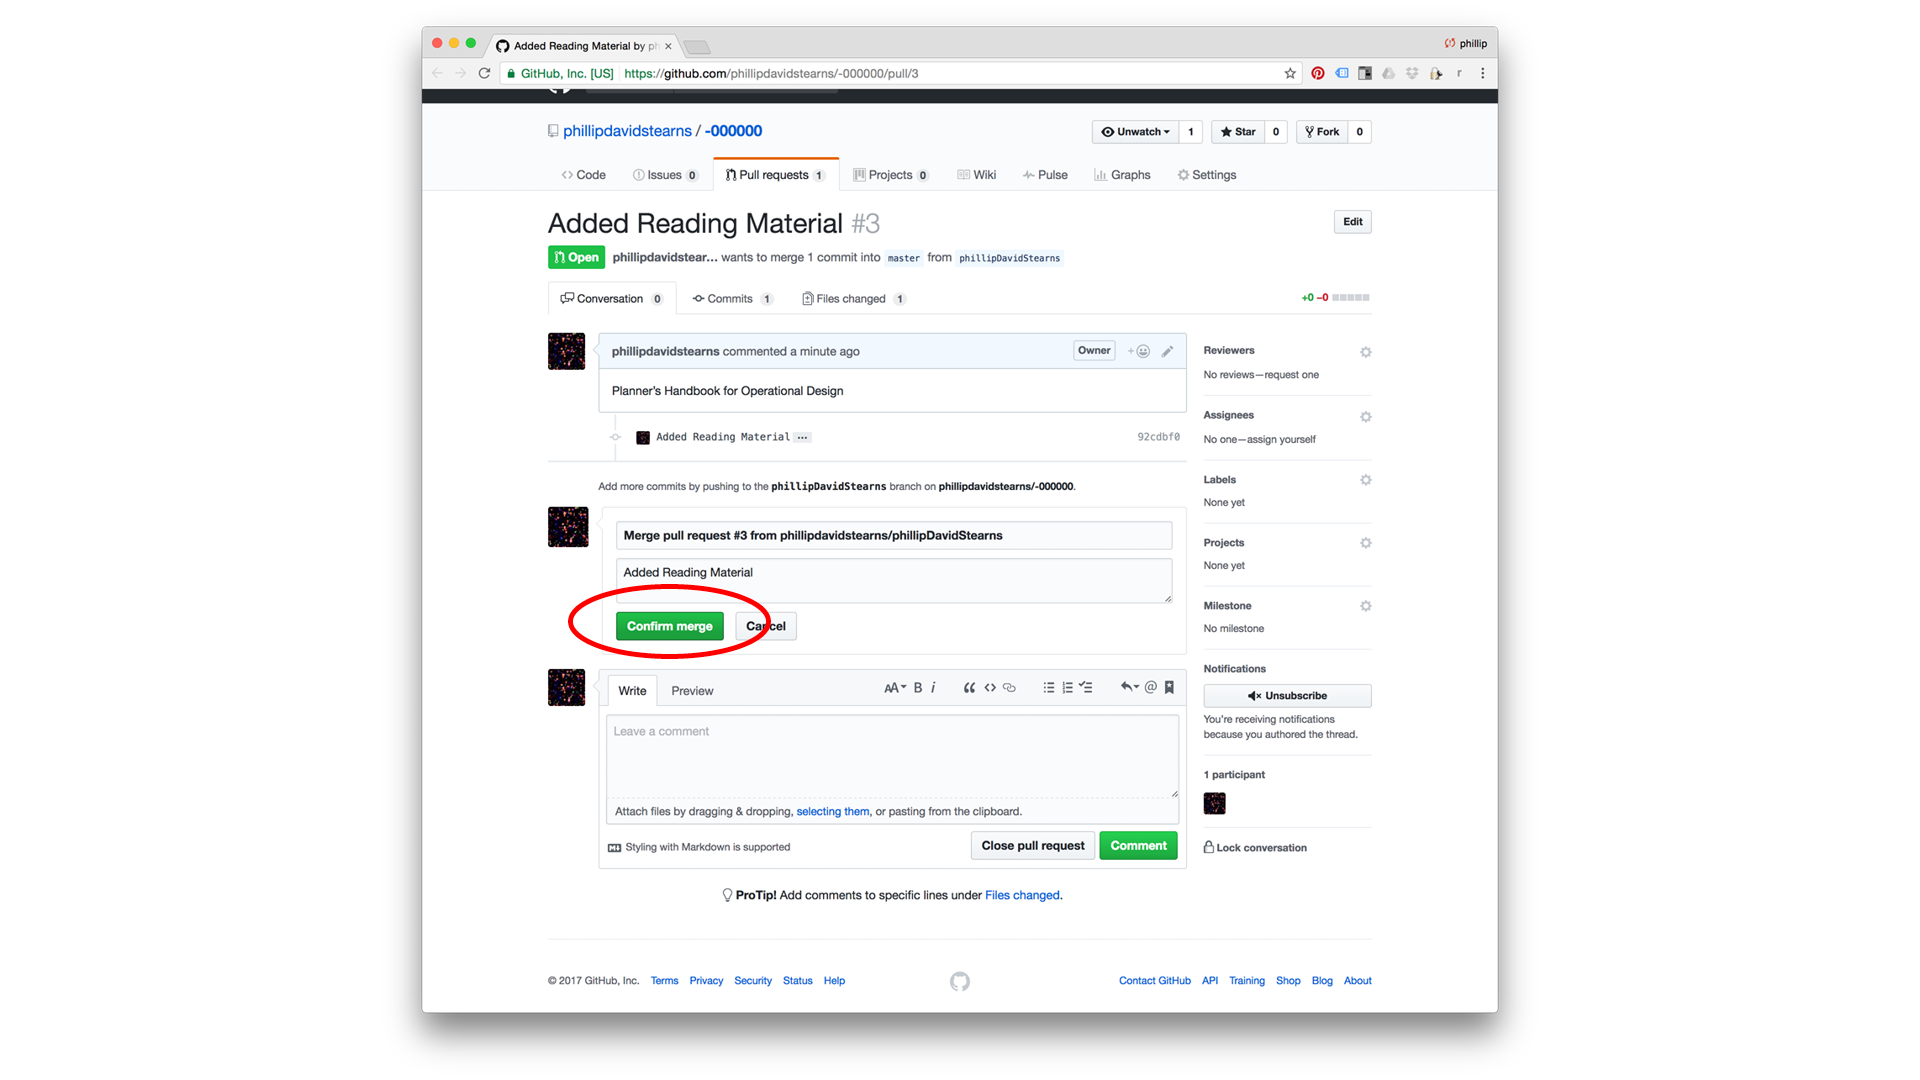 Added Reading Material by ph
phillip
GitHub, Inc. [US] https://github.com/phillipdavidstearns/-000000/pull/3
phillipdavidstearns / -000000
Unwatch 1 Star 0 Fork 0
Code Issues 0 Pull requests 1 Projects 0 Wiki Pulse Graphs Settings
Added Reading Material #3
Edit
Open phillipdavidstear... wants to merge 1 commit into master from phillipDavidStearns
Conversation 0 Commits 1 Files changed 1 +0 −0
phillipdavidstearns commented a minute ago Owner
Planner's Handbook for Operational Design
Added Reading Material ... 92cdbf0
Add more commits by pushing to the phillipDavidStearns branch on phillipdavidstearns/-000000.
Merge pull request #3 from phillipdavidstearns/phillipDavidStearns
Added Reading Material
Confirm merge Cancel
Write Preview AA B i
Leave a comment
Attach files by dragging & dropping, selecting them, or pasting from the clipboard.
Styling with Markdown is supported
Close pull request Comment
ProTip! Add comments to specific lines under Files changed.
Reviewers
No reviews—request one
Assignees
No one—assign yourself
Labels
None yet
Projects
None yet
Milestone
No milestone
Notifications
Unsubscribe
You're receiving notifications
because you authored the thread.
1 participant
Lock conversation
© 2017 GitHub, Inc. Terms Privacy Security Status Help
Contact GitHub API Training Shop Blog About